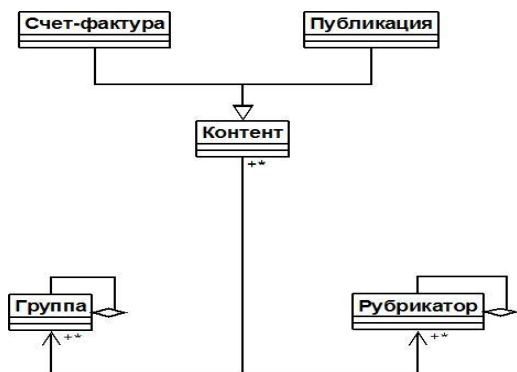 Счет-фактура
Публикация
Контент
+*
Группа
Рубрикатор
+*
+*